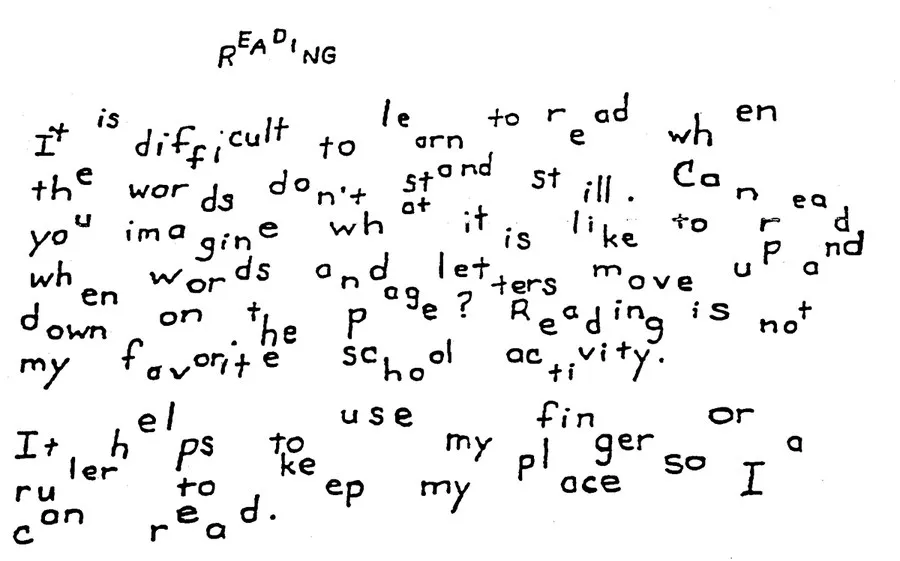 READING
It is difficult to learn to read when
the words don't stand still. Can
you imagine what it is like to read,
when words and letters move up and
down on the page? Reading is not
my favorite school activity.
It helps to use my finger or a
ruler to keep my place so I
can read.